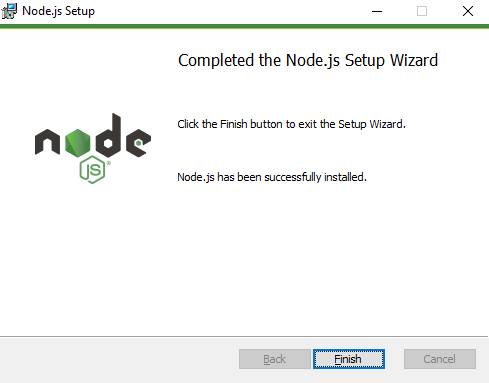 Node.js Setup
Completed the Node.js Setup Wizard
Click the Finish button to exit the Setup Wizard.
node
JS
®
Node.js has been successfully installed.
Back Finish Cancel